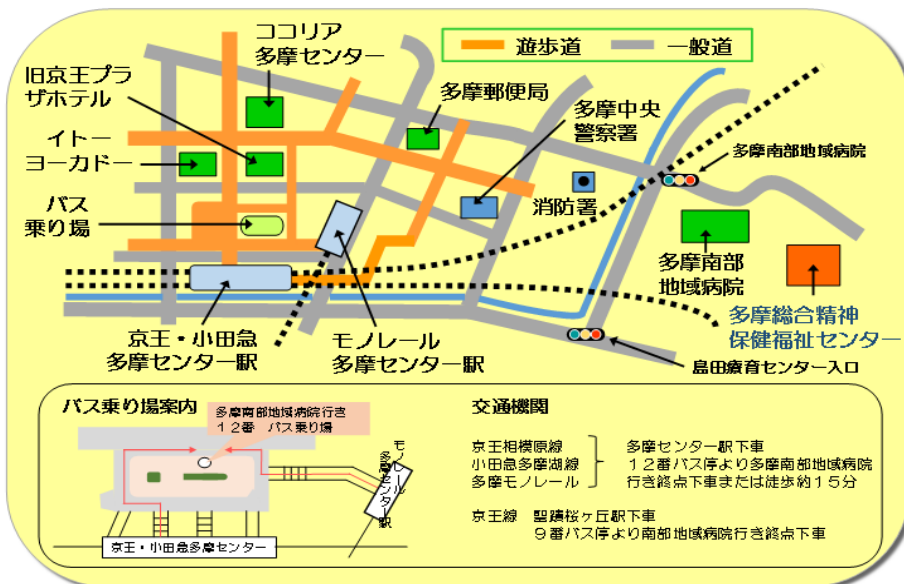 ココリア
多摩センター
遊歩道
一般道
旧京王プラ
ザホテル
多摩郵便局
多摩中央
警察署
イトー
ヨーカドー
多摩南部地域病院
バス
乗り場
消防署
多摩南部
地域病院
京王・小田急
多摩センター駅
モノレール
多摩センター駅
多摩総合精神
保健福祉センター
島田療育センター入口
バス乗り場案内
多摩南部地域病院行き
12番 バス乗り場
モノレール
多摩センター駅
京王・小田急多摩センター
交通機関
京王相模原線
小田急多摩湖線
多摩モノレール
多摩センター駅下車
12番バス停より多摩南部地域病院
行き終点下車または徒歩約15分
京王線 聖蹟桜ヶ丘駅下車
9番バス停より南部地域病院行き終点下車